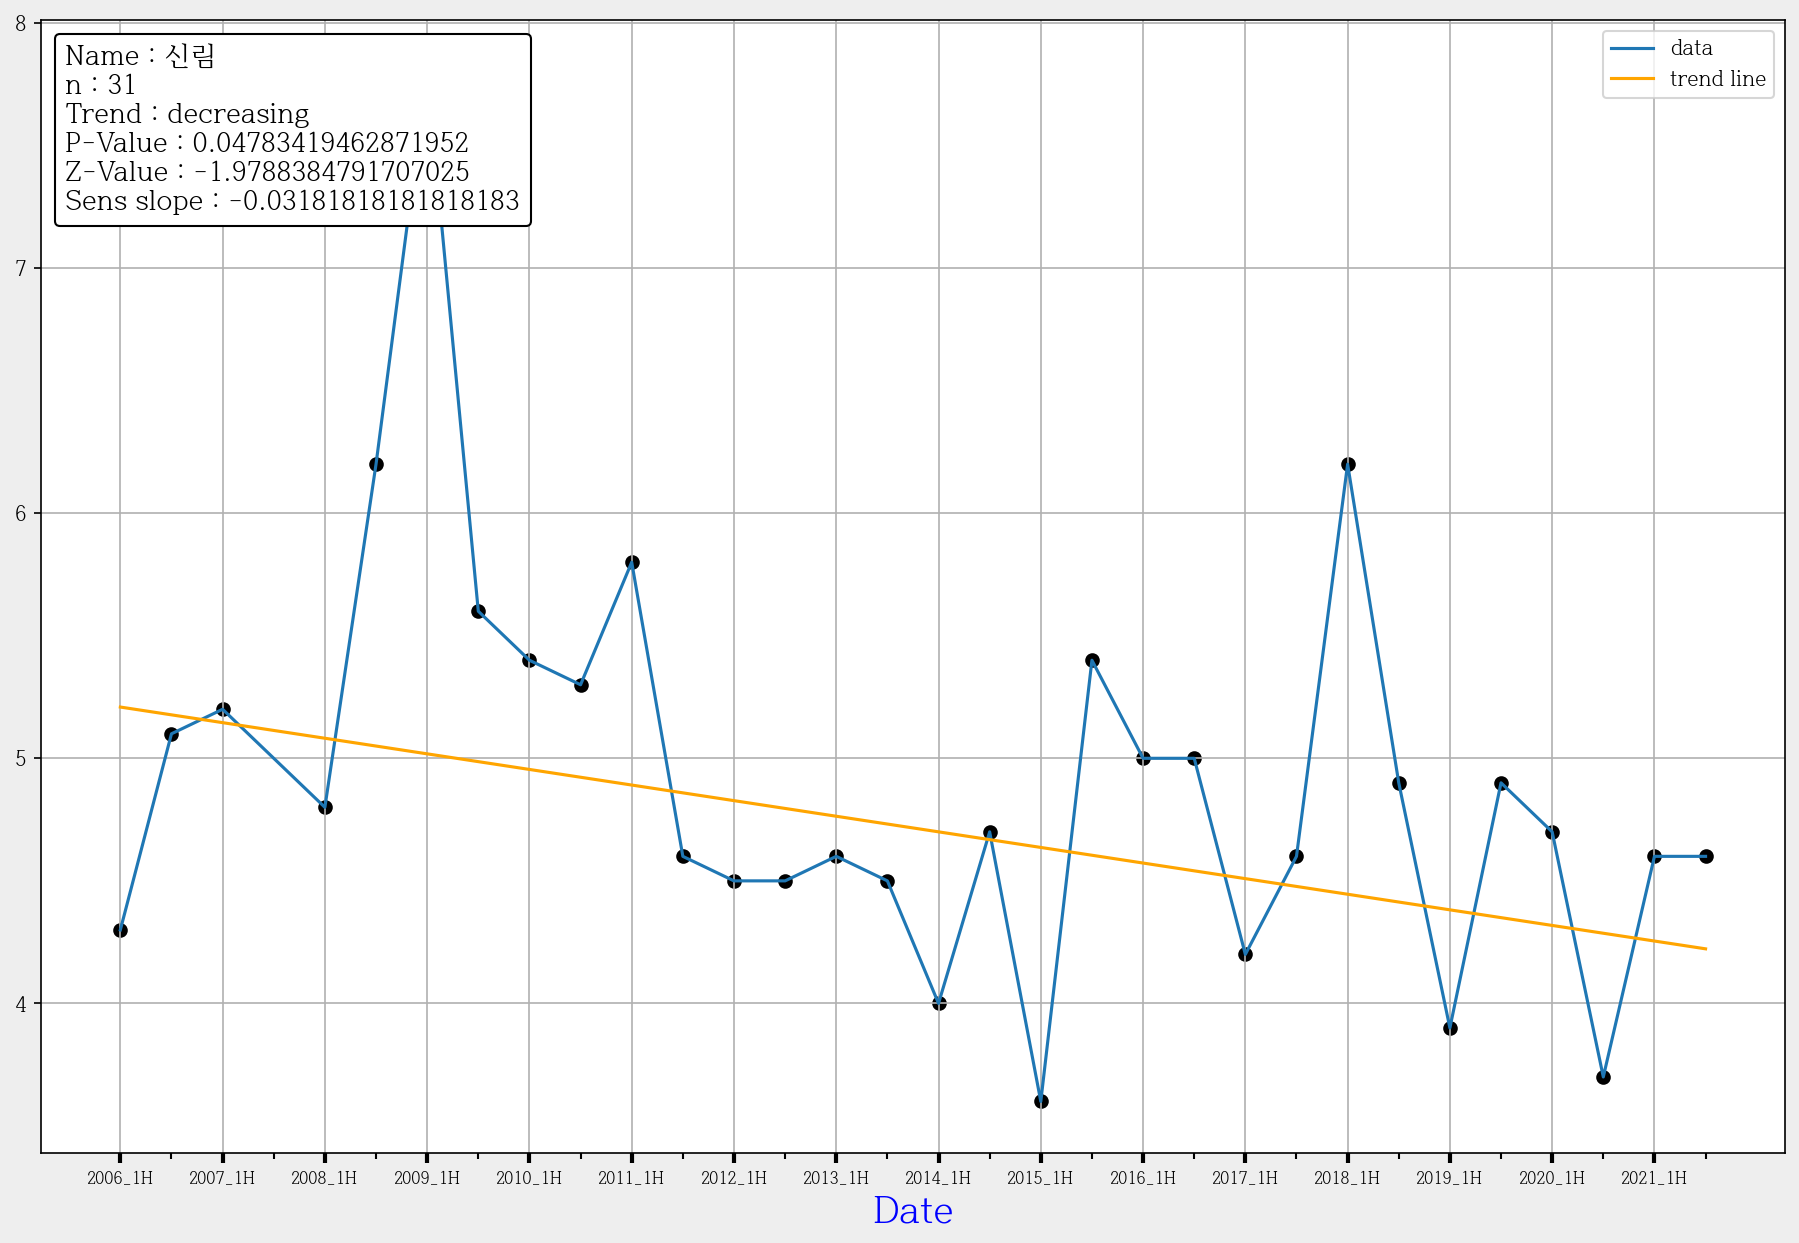 8
Name : 신림
n : 31
Trend : decreasing
P-Value : 0.04783419462871952
Z-Value : -1.9788384791707025
Sens slope : -0.03181818181818183
data
trend line
7
6
5
4
2006_1H 2007_1H 2008_1H 2009_1H 2010_1H 2011_1H 2012_1H 2013_1H 2014_1H 2015_1H 2016_1H 2017_1H 2018_1H 2019_1H 2020_1H 2021_1H
Date